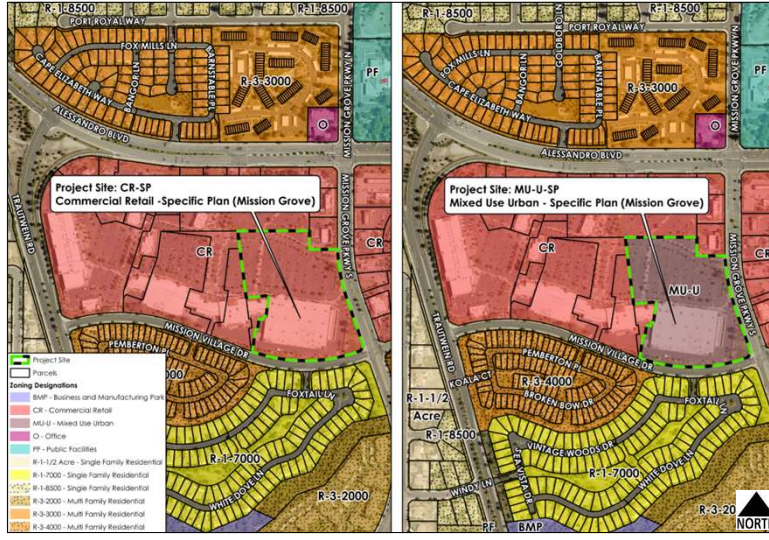 R-1-8500
R-1-8500
PORT ROYAL WAY
FOX MILLS LN
CAPE ELIZABETH WAY
BANGOR LN
BARNSTABLE PL
R-3-3000
PF
O
MISSION GROVE PKWY N
ALESSANDRO BLVD
Project Site: CR-SP
Commercial Retail -Specific Plan (Mission Grove)
MISSION GROVE PKWY S
TRAUTWEIN RD
CR
CR
MISSION VILLAGE DR
PEMBERTON PL
FOXTAIL LN
R-1-7000
WHITE DOVE LN
R-3-2000
Project Site
Parcels
Zoning Designations
BMP - Business and Manufacturing Park
CR - Commercial Retail
MU-U - Mixed Use Urban
O - Office
PF - Public Facilities
R-1-1/2 Acre - Single Family Residential
R-1-7000 - Single Family Residential
R-1-8500 - Single Family Residential
R-3-2000 - Multi Family Residential
R-3-3000 - Multi Family Residential
R-3-4000 - Multi Family Residential
R-1-8500
R-1-8500
PORT ROYAL WAY
FOX MILLS LN
CAPE ELIZABETH WAY
BANGOR LN
BARNSTABLE PL
R-3-3000
PF
O
MISSION GROVE PKWY N
ALESSANDRO BLVD
Project Site: MU-U-SP
Mixed Use Urban - Specific Plan (Mission Grove)
CR
CR
MU-U
MISSION GROVE PKWY S
TRAUTWEIN RD
MISSION VILLAGE DR
PEMBERTON PL
KOALA CT
R-3-4000
BROKEN BOW DR
FOXTAIL LN
R-1-1/2
Acre
R-1-8500
VINTAGE WOODS DR
R-1-7000
SEA VISTA DR
WHITE DOVE LN
WINDY LN
PF
BMP
NORTH